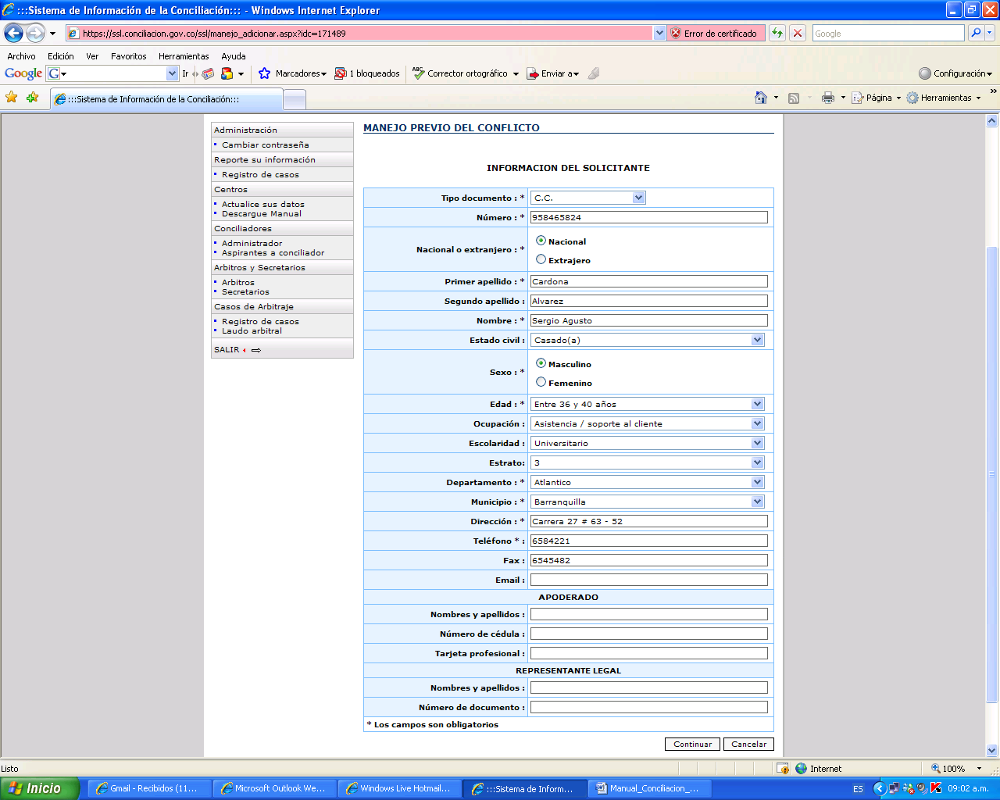 :::Sistema de Información de la Conciliación::: - Windows Internet Explorer
https://ssl.conciliacion.gov.co/ssl/manejo_adicionar.aspx?idc=171489
Error de certificado
Google
Archivo Edición Ver Favoritos Herramientas Ayuda
Google G Ir Marcadores 1 bloqueados ABC Corrector ortográfico Enviar a Configuración
:::Sistema de Información de la Conciliación:::
Página Herramientas »
Administración
Cambiar contraseña
Reporte su información
Registro de casos
Centros
Actualice sus datos
Descargue Manual
Conciliadores
Administrador
Aspirantes a conciliador
Arbitros y Secretarios
Arbitros
Secretarios
Casos de Arbitraje
Registro de casos
Laudo arbitral
SALIR
MANEJO PREVIO DEL CONFLICTO
INFORMACION DEL SOLICITANTE
Tipo documento : * C.C.
Número : * 958465824
Nacional o extranjero : * Nacional
Extrajero
Primer apellido : * Cardona
Segundo apellido : Alvarez
Nombre : * Sergio Agusto
Estado civil : Casado(a)
Sexo : * Masculino
Femenino
Edad : * Entre 36 y 40 años
Ocupación : Asistencia / soporte al cliente
Escolaridad : Universitario
Estrato: 3
Departamento : * Atlantico
Municipio : * Barranquilla
Dirección : * Carrera 27 # 63 - 52
Teléfono * : 6584221
Fax : 6545482
Email :
APODERADO
Nombres y apellidos :
Número de cédula :
Tarjeta profesional :
REPRESENTANTE LEGAL
Nombres y apellidos :
Número de documento :
* Los campos son obligatorios
Continuar Cancelar
Listo Internet 100%
Inicio Gmail - Recibidos (11... Microsoft Outlook We... Windows Live Hotmail... :::Sistema de Inform... Manual_Conciliacion_... ES 09:02 a.m.